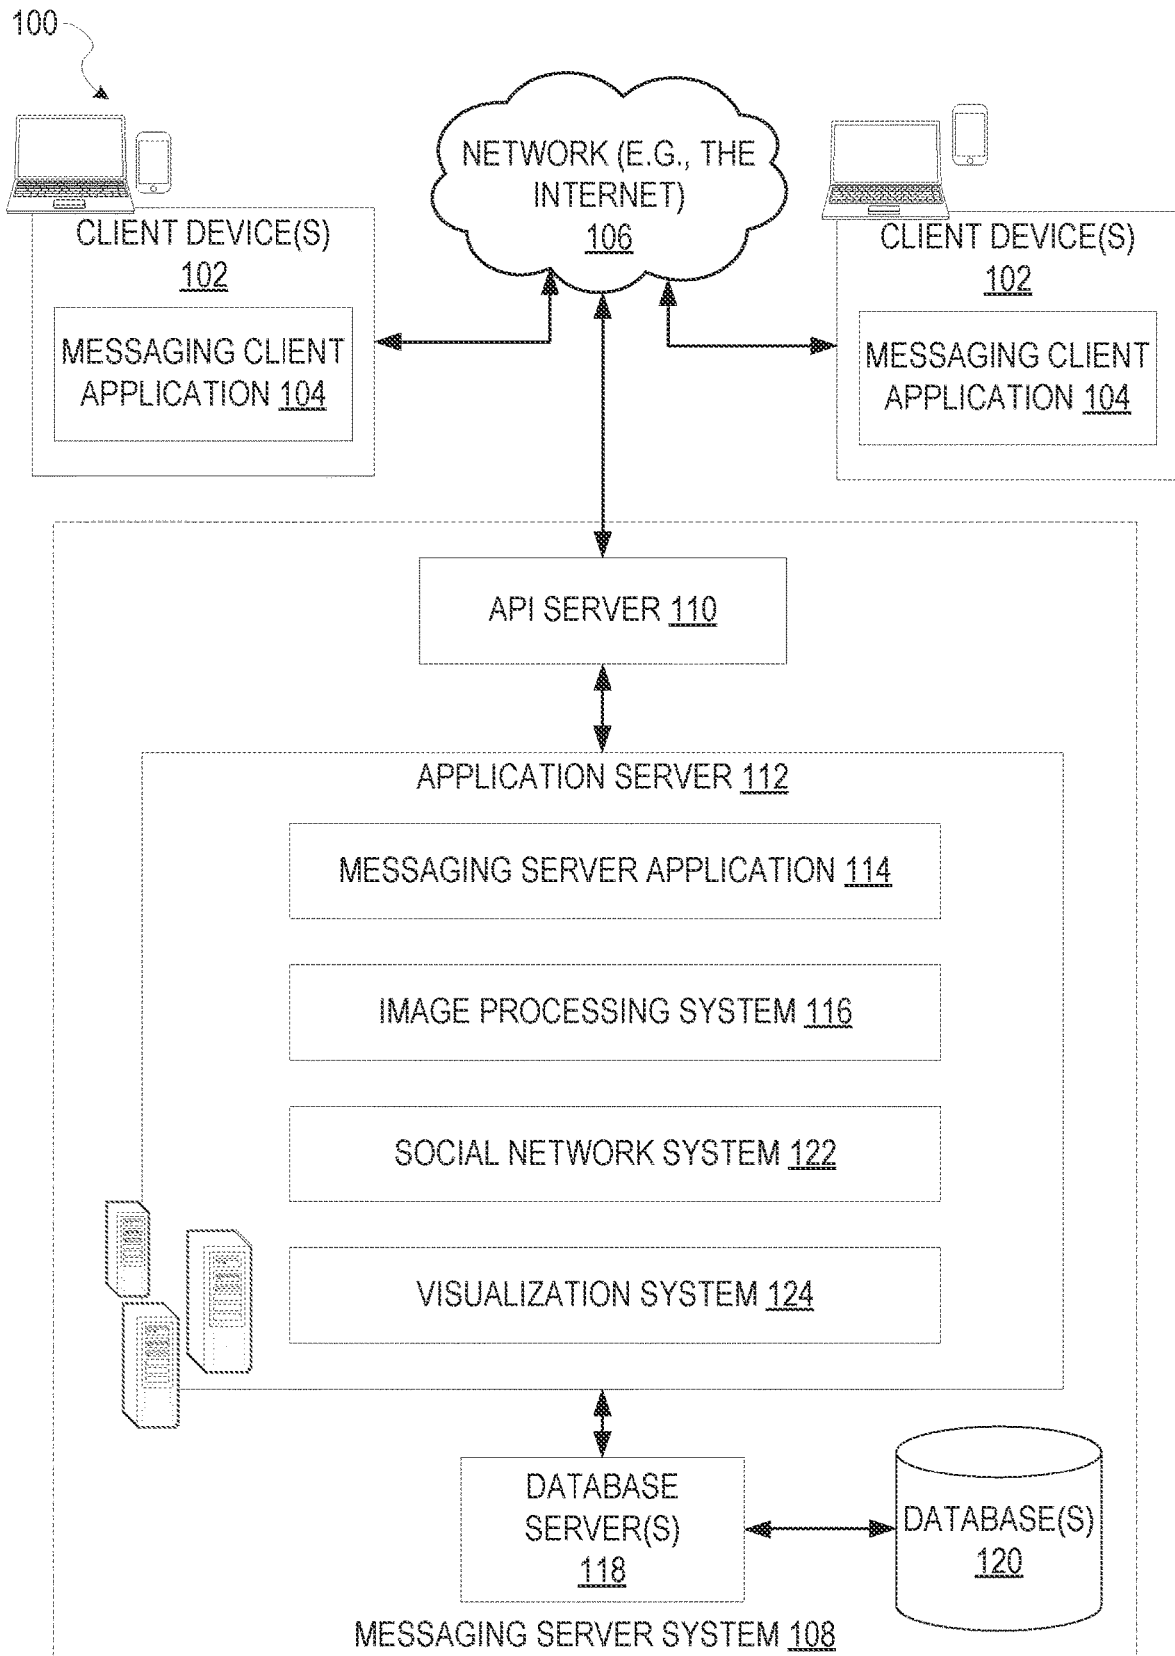 100
NETWORK (E.G., THE
INTERNET)
106
CLIENT DEVICE(S)
102
MESSAGING CLIENT
APPLICATION 104
CLIENT DEVICE(S)
102
MESSAGING CLIENT
APPLICATION 104
API SERVER 110
APPLICATION SERVER 112
MESSAGING SERVER APPLICATION 114
IMAGE PROCESSING SYSTEM 116
SOCIAL NETWORK SYSTEM 122
VISUALIZATION SYSTEM 124
DATABASE
SERVER(S)
118
DATABASE(S)
120
MESSAGING SERVER SYSTEM 108